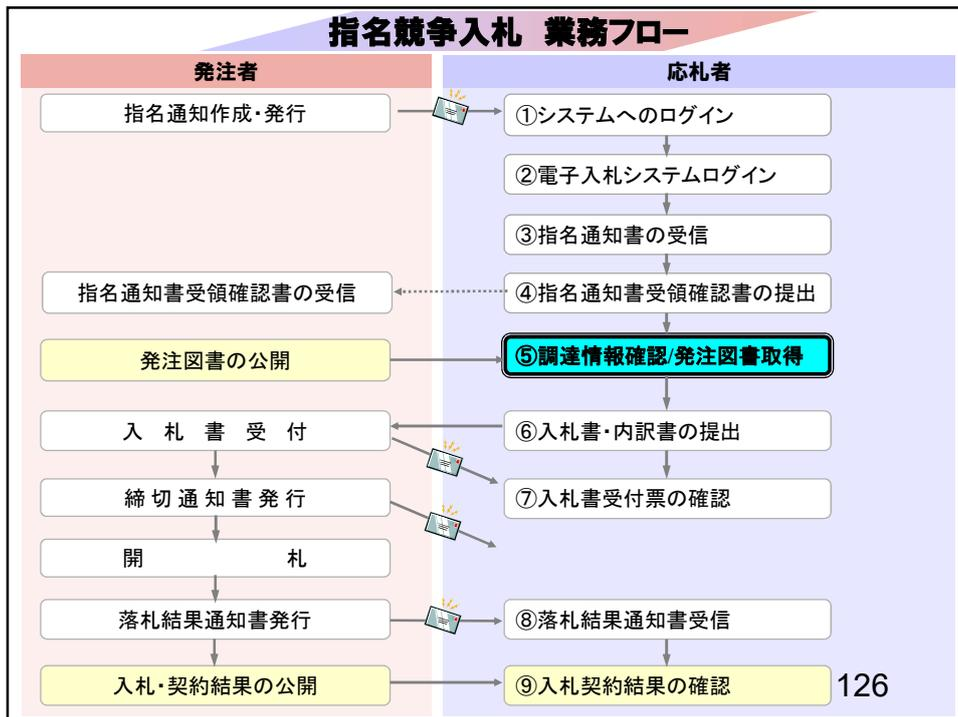 指名競争入札 業務フロー
発注者
応札者
指名通知作成・発行
①システムへのログイン
②電子入札システムログイン
③指名通知書の受信
指名通知書受領確認書の受信
④指名通知書受領確認書の提出
発注図書の公開
⑤調達情報確認/発注図書取得
入札書受付
⑥入札書・内訳書の提出
締切通知書発行
⑦入札書受付票の確認
開札
落札結果通知書発行
⑧落札結果通知書受信
入札・契約結果の公開
⑨入札契約結果の確認
126